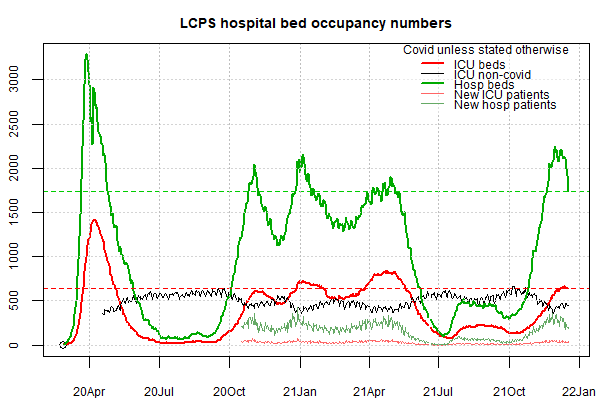 LCPS hospital bed occupancy numbers
Covid unless stated otherwise
ICU beds
ICU non-covid
Hosp beds
New ICU patients
New hosp patients
3000
2500
2000
1500
1000
500
0
20Apr 20Jul 20Oct 21Jan 21Apr 21Jul 21Oct 22Jan